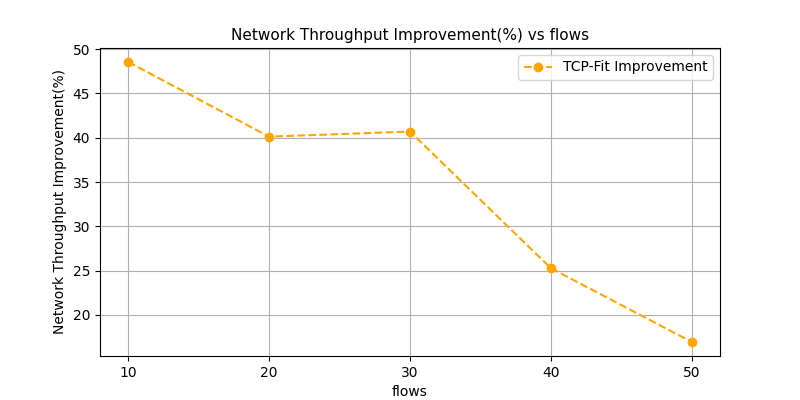 Network Throughput Improvement(%) vs flows
Network Throughput Improvement(%)
50
45
40
35
30
25
20
TCP-Fit Improvement
10 20 30 40 50
flows